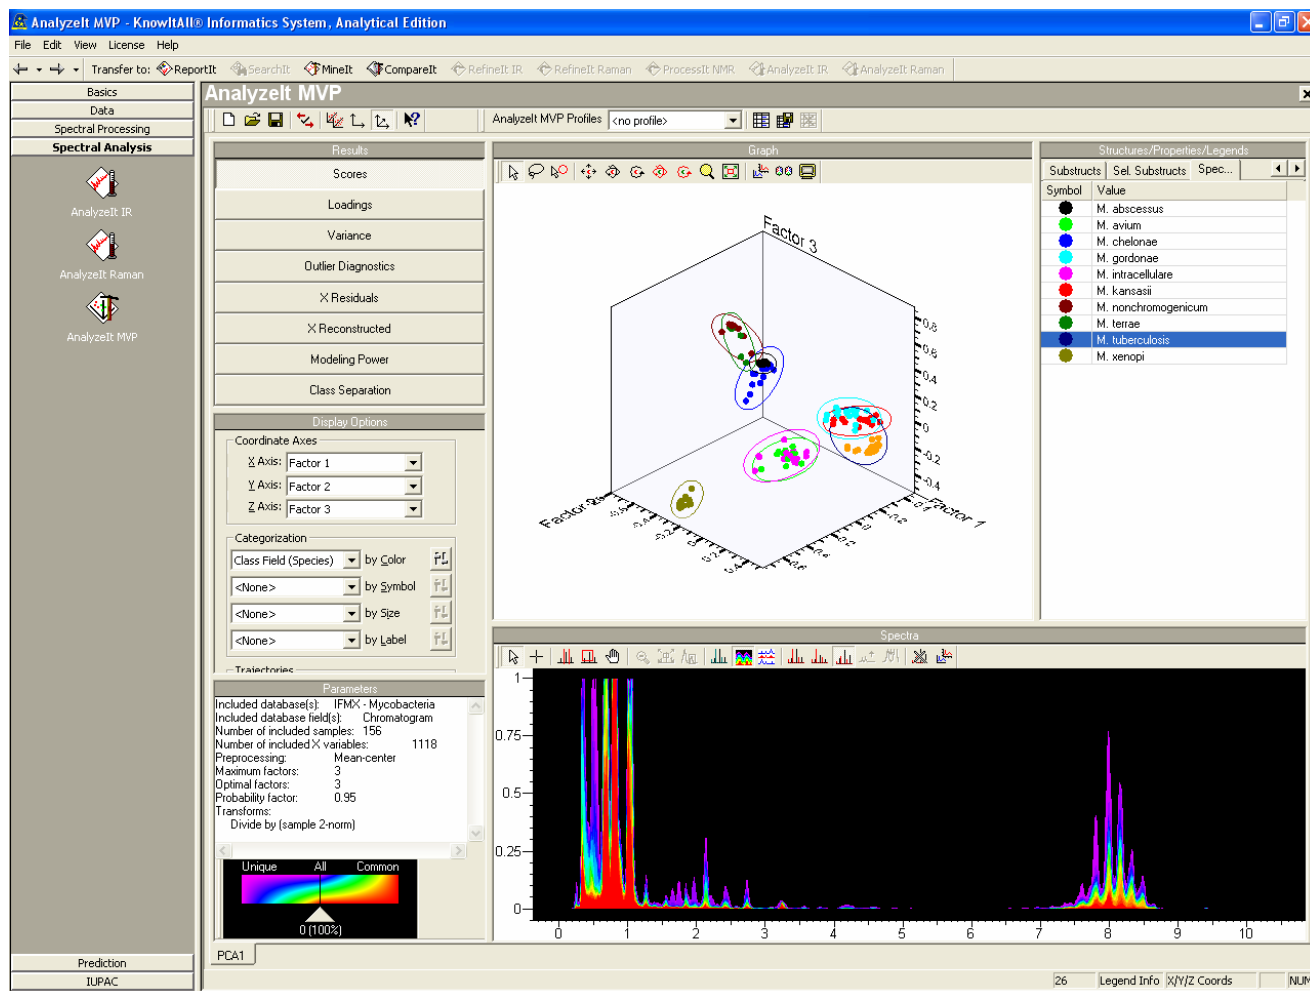 AnalyzeIt MVP - KnowItAll® Informatics System, Analytical Edition
File Edit View License Help
Transfer to: ReportIt SearchIt MineIt CompareIt RefineIt IR RefineIt Raman ProcessIt NMR AnalyzeIt IR AnalyzeIt Raman
Basics
Data
Spectral Processing
Spectral Analysis
AnalyzeIt IR
AnalyzeIt Raman
AnalyzeIt MVP
Prediction
IUPAC
AnalyzeIt MVP
AnalyzeIt MVP Profiles <no profile>
Results
Scores
Loadings
Variance
Outlier Diagnostics
X Residuals
X Reconstructed
Modeling Power
Class Separation
Display Options
Coordinate Axes
X Axis: Factor 1
Y Axis: Factor 2
Z Axis: Factor 3
Categorization
Class Field (Species) by Color
<None> by Symbol
<None> by Size
<None> by Label
Trajectories
Parameters
Included database(s): IFMX - Mycobacteria
Included database field(s): Chromatogram
Number of included samples: 156
Number of included X variables: 1118
Preprocessing: Mean-center
Maximum factors: 3
Optimal factors: 3
Probability factor: 0.95
Transforms:
Divide by (sample 2-norm)
Unique All Common
0 (100%)
PCA1
Graph
Factor 3
0.8
0.6
0.4
0.2
0
-0.2
-0.4
Factor 1
Structures/Properties/Legends
Substructs Sel. Substructs Spec...
Symbol Value
M. abscessus
M. avium
M. chelonae
M. gordonae
M. intracellulare
M. kansasii
M. nonchromogenicum
M. terrae
M. tuberculosis
M. xenopi
Spectra
1
0.75
0.5
0.25
0
0 1 2 3 4 5 6 7 8 9 10
26 Legend Info X/Y/Z Coords NUM